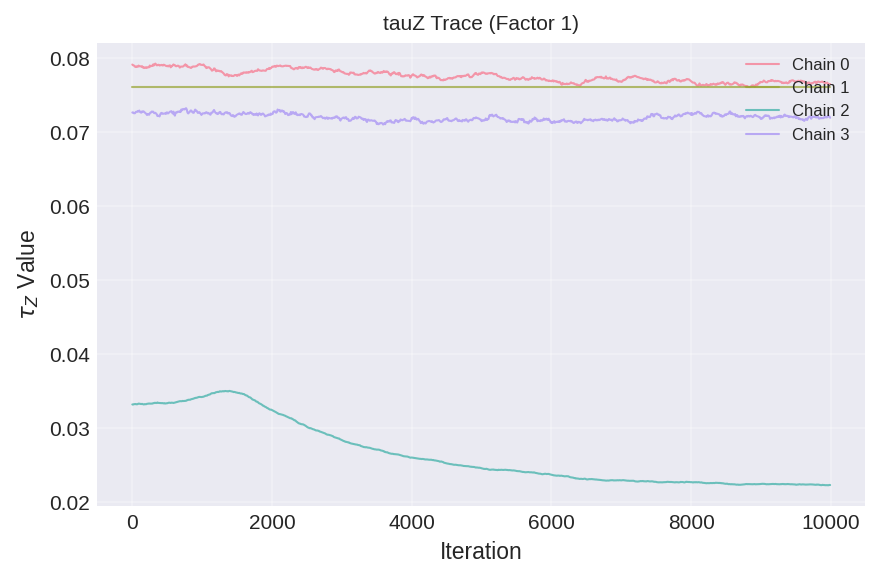 tauZ Trace (Factor 1)
0.08
0.07
0.06
0.05
0.04
0.03
0.02
τZ Value
Chain 0
Chain 1
Chain 2
Chain 3
0 2000 4000 6000 8000 10000
Iteration